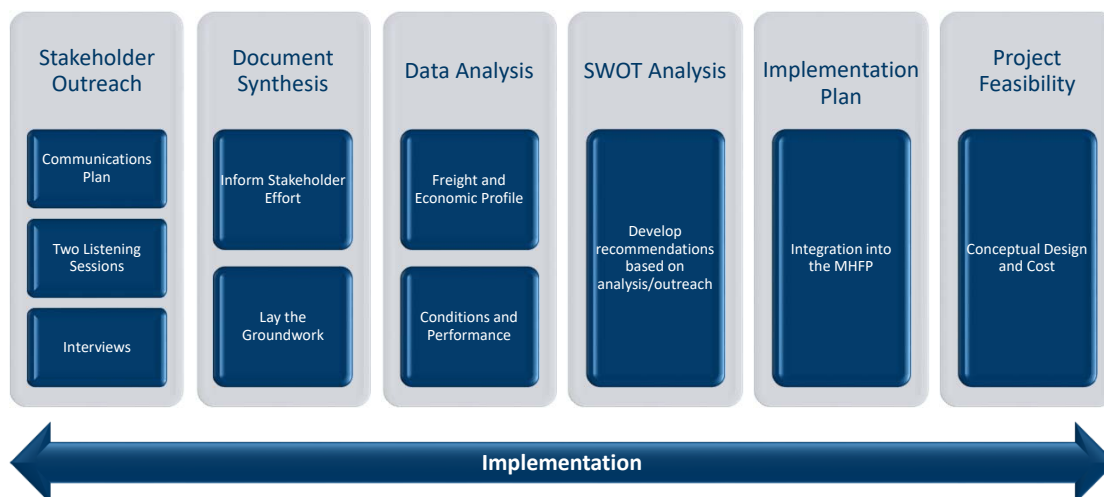 Stakeholder
Outreach
Communications
Plan
Two Listening
Sessions
Interviews
Document
Synthesis
Inform Stakeholder
Effort
Lay the
Groundwork
Data Analysis
Freight and
Economic Profile
Conditions and
Performance
SWOT Analysis
Develop
recommendations
based on
analysis/outreach
Implementation
Plan
Integration into
the MHFP
Project
Feasibility
Conceptual Design
and Cost
Implementation